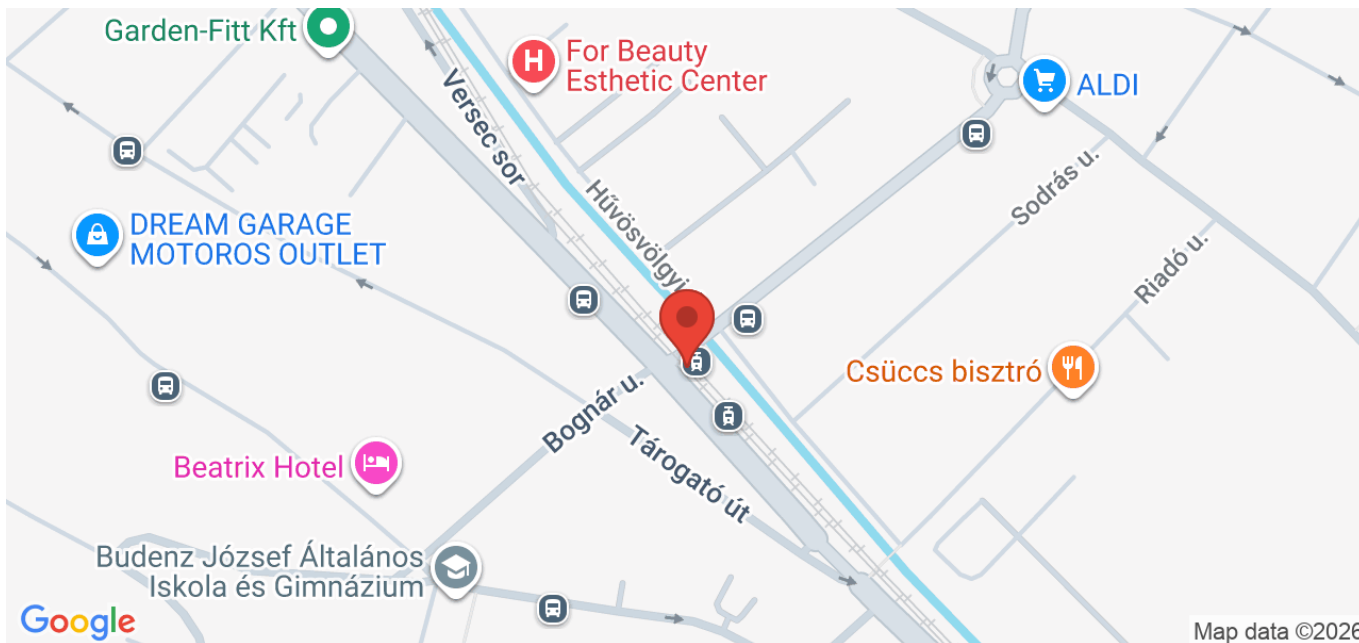 Garden-Fitt Kft
For Beauty
Esthetic Center
ALDI
Versec sor
Hűvösvölgyi
Sodrás u.
DREAM GARAGE
MOTOROS OUTLET
Riadó u.
Csüccs bisztró
Bognár u.
Tárogató út
Beatrix Hotel
Budenz József Általános
Iskola és Gimnázium
Google
Map data ©2026